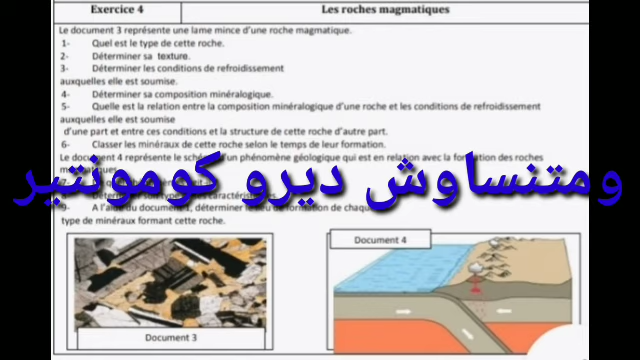 Exercice 4
Les roches magmatiques
Le document 3 représente une lame mince d'une roche magmatique.
1- Quel est le type de cette roche.
2- Déterminer sa texture.
3- Déterminer les conditions de refroidissement
auxquelles elle est soumise.
4- Déterminer sa composition minéralogique.
5- Quelle est la relation entre la composition minéralogique d'une roche et les conditions de refroidissement
auxquelles elle est soumise
d'une part et entre ces conditions et la structure de cette roche d'autre part.
6- Classer les minéraux de cette roche selon le temps de leur formation.
Le document 4 représente le d'un phénomène géologique qui est en relation avec la des roches
ومتنساوش ديرو كومونتير
9- A document 1, déterminer de formation de
type de minéraux formant cette roche.
Document 3
Document 4